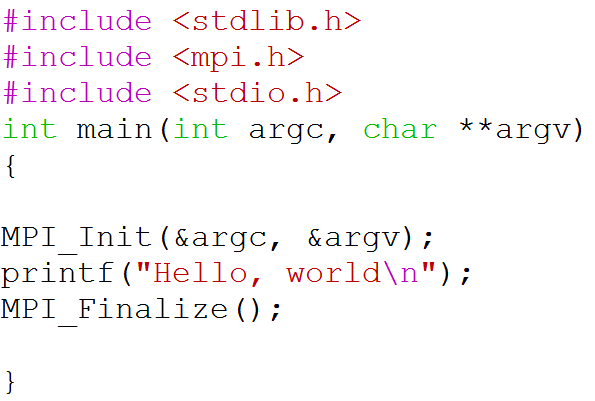 #include <stdlib.h>
#include <mpi.h>
#include <stdio.h>
int main(int argc, char **argv)
{
MPI_Init(&argc, &argv);
printf("Hello, world\n");
MPI_Finalize();
}